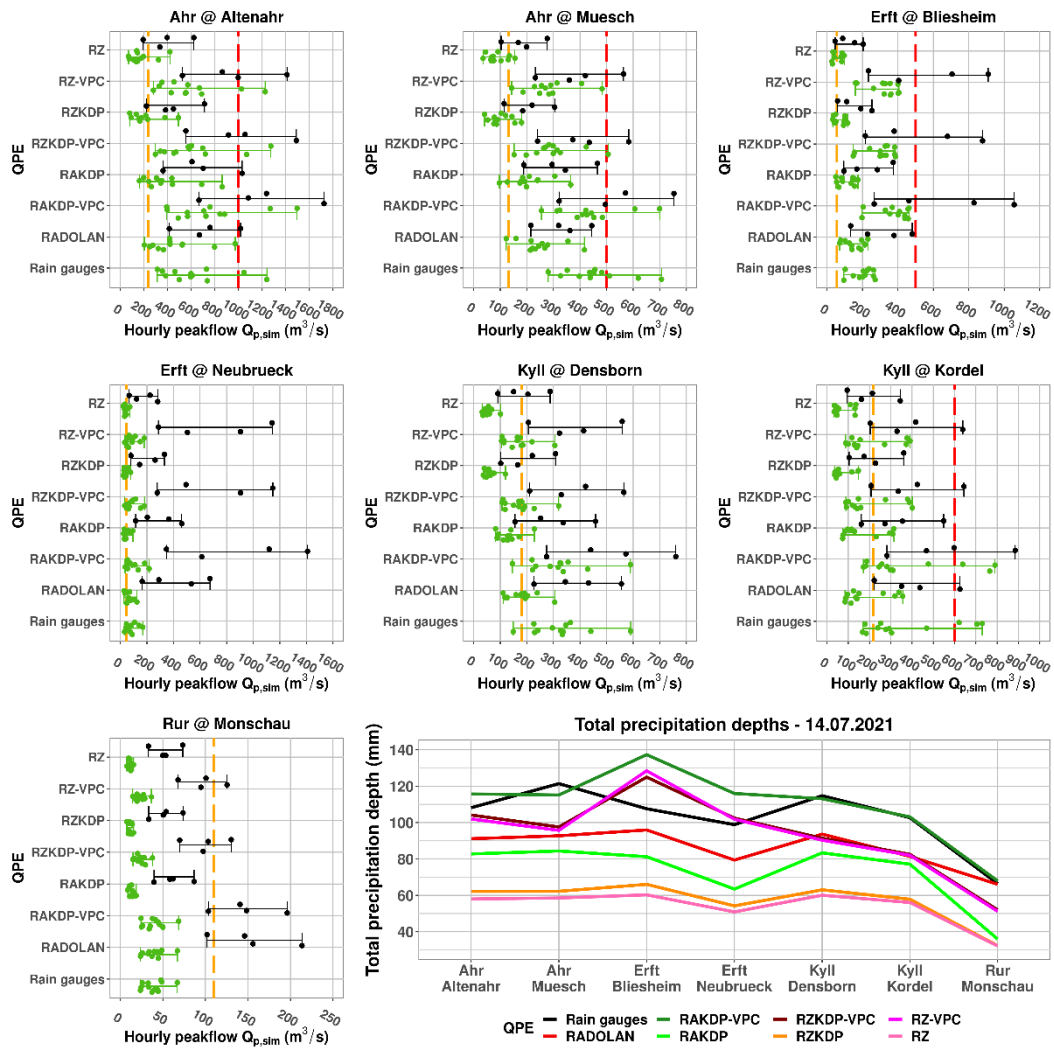 Ahr @ Altenahr
QPE
RZ
RZ-VPC
RZKDP
RZKDP-VPC
RAKDP
RAKDP-VPC
RADOLAN
Rain gauges
0 200 400 600 800 1000 1200 1400 1600 1800
Hourly peakflow Qp,sim (m³/s)
Ahr @ Muesch
QPE
RZ
RZ-VPC
RZKDP
RZKDP-VPC
RAKDP
RAKDP-VPC
RADOLAN
Rain gauges
0 100 200 300 400 500 600 700 800
Hourly peakflow Qp,sim (m³/s)
Erft @ Bliesheim
QPE
RZ
RZ-VPC
RZKDP
RZKDP-VPC
RAKDP
RAKDP-VPC
RADOLAN
Rain gauges
0 200 400 600 800 1000 1200
Hourly peakflow Qp,sim (m³/s)
Erft @ Neubrueck
QPE
RZ
RZ-VPC
RZKDP
RZKDP-VPC
RAKDP
RAKDP-VPC
RADOLAN
Rain gauges
0 200 400 600 800 1000 1200 1400 1600
Hourly peakflow Qp,sim (m³/s)
Kyll @ Densborn
QPE
RZ
RZ-VPC
RZKDP
RZKDP-VPC
RAKDP
RAKDP-VPC
RADOLAN
Rain gauges
0 100 200 300 400 500 600 700 800
Hourly peakflow Qp,sim (m³/s)
Kyll @ Kordel
QPE
RZ
RZ-VPC
RZKDP
RZKDP-VPC
RAKDP
RAKDP-VPC
RADOLAN
Rain gauges
0 100 200 300 400 500 600 700 800 900 1000
Hourly peakflow Qp,sim (m³/s)
Rur @ Monschau
QPE
RZ
RZ-VPC
RZKDP
RZKDP-VPC
RAKDP
RAKDP-VPC
RADOLAN
Rain gauges
0 50 100 150 200 250
Hourly peakflow Qp,sim (m³/s)
Total precipitation depths - 14.07.2021
Total precipitation depth (mm)
140
120
100
80
60
40
Ahr Ahr Erft Erft Kyll Kyll Rur
Altenahr Muesch Bliesheim Neubrueck Densborn Kordel Monschau
QPE
Rain gauges RAKDP-VPC RZKDP-VPC RZ-VPC
RADOLAN RAKDP RZKDP RZ